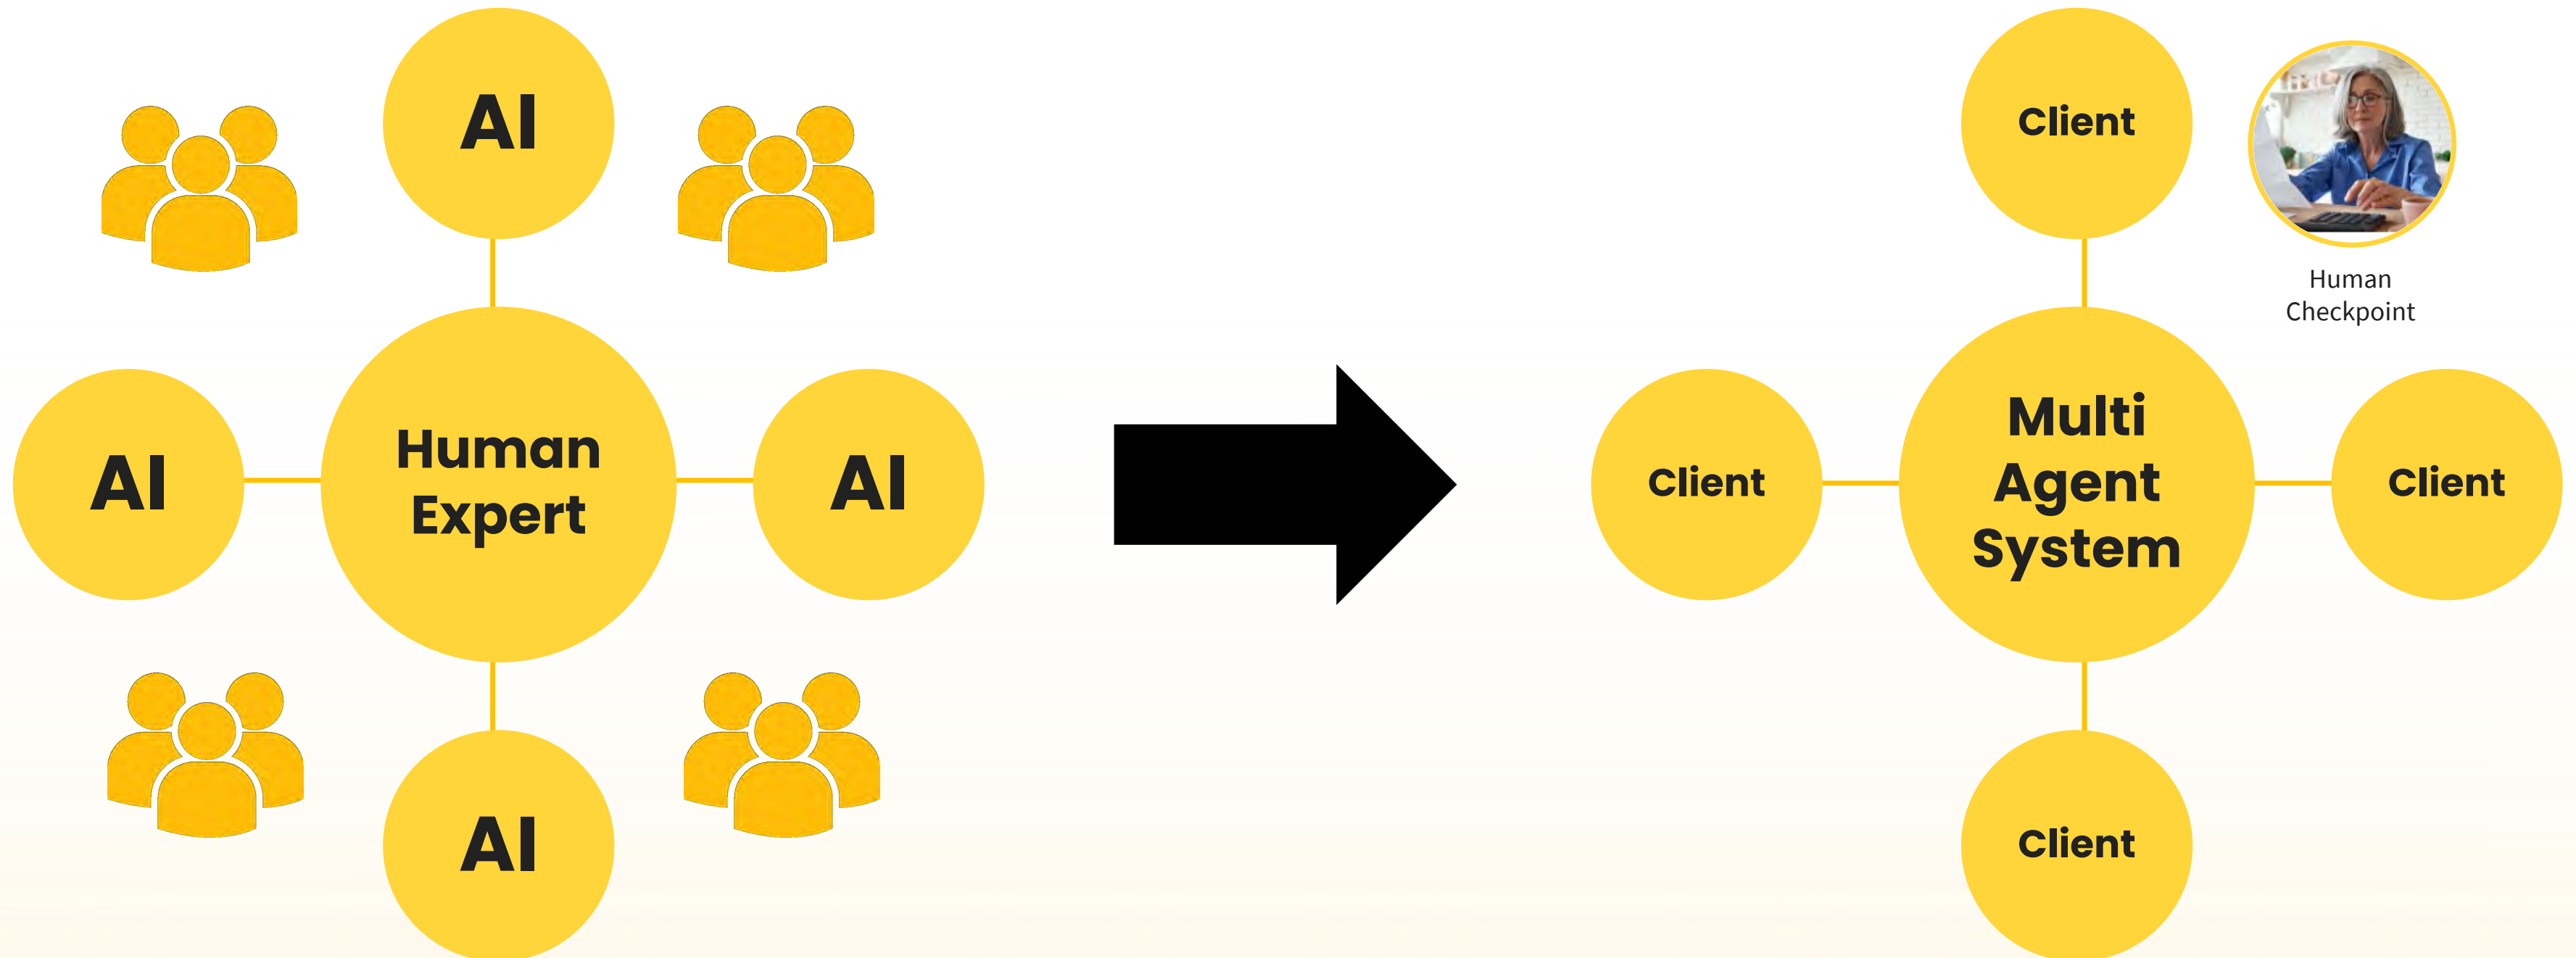 AI
AI
Human
Expert
AI
AI
Client
Human
Checkpoint
Client
Multi
Agent
System
Client
Client